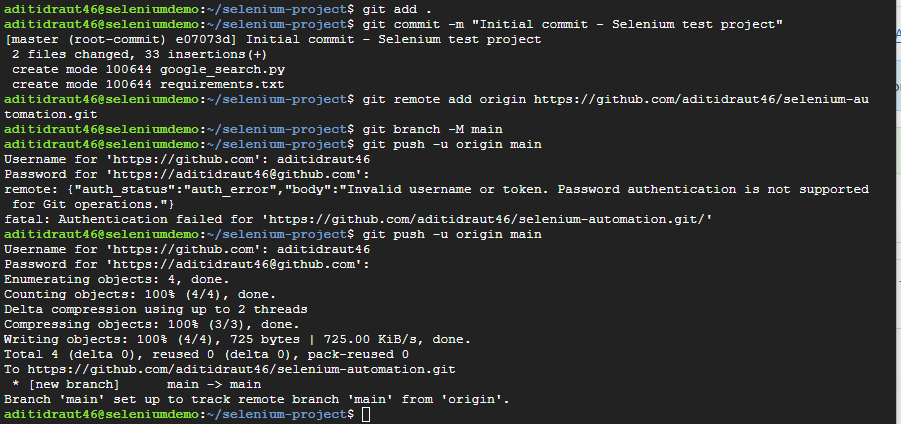 aditidraut46@seleniumdemo:~/selenium-project$ git add .
aditidraut46@seleniumdemo:~/selenium-project$ git commit -m "Initial commit - Selenium test project"
[master (root-commit) e07073d] Initial commit - Selenium test project
 2 files changed, 33 insertions(+)
 create mode 100644 google_search.py
 create mode 100644 requirements.txt
aditidraut46@seleniumdemo:~/selenium-project$ git remote add origin https://github.com/aditidraut46/selenium-au
tomation.git
aditidraut46@seleniumdemo:~/selenium-project$ git branch -M main
aditidraut46@seleniumdemo:~/selenium-project$ git push -u origin main
Username for 'https://github.com': aditidraut46
Password for 'https://aditidraut46@github.com':
remote: {"auth_status":"auth_error","body":"Invalid username or token. Password authentication is not supported
 for Git operations."}
fatal: Authentication failed for 'https://github.com/aditidraut46/selenium-automation.git/'
aditidraut46@seleniumdemo:~/selenium-project$ git push -u origin main
Username for 'https://github.com': aditidraut46
Password for 'https://aditidraut46@github.com':
Enumerating objects: 4, done.
Counting objects: 100% (4/4), done.
Delta compression using up to 2 threads
Compressing objects: 100% (3/3), done.
Writing objects: 100% (4/4), 725 bytes | 725.00 KiB/s, done.
Total 4 (delta 0), reused 0 (delta 0), pack-reused 0
To https://github.com/aditidraut46/selenium-automation.git
 * [new branch]      main -> main
Branch 'main' set up to track remote branch 'main' from 'origin'.
aditidraut46@seleniumdemo:~/selenium-project$